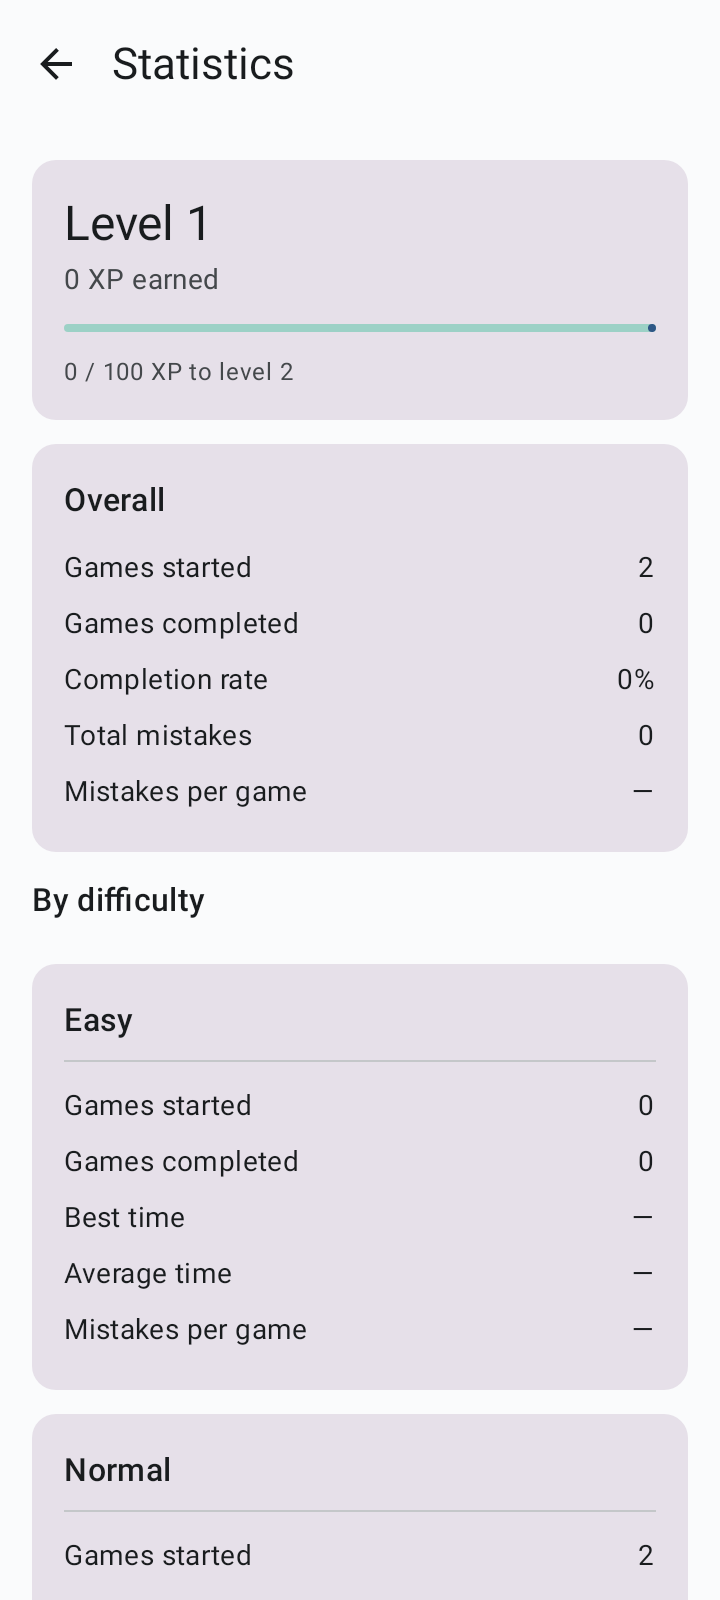 Statistics
Level 1
0 XP earned
0 / 100 XP to level 2
Overall
Games started 2
Games completed 0
Completion rate 0%
Total mistakes 0
Mistakes per game —
By difficulty
Easy
Games started 0
Games completed 0
Best time —
Average time —
Mistakes per game —
Normal
Games started 2